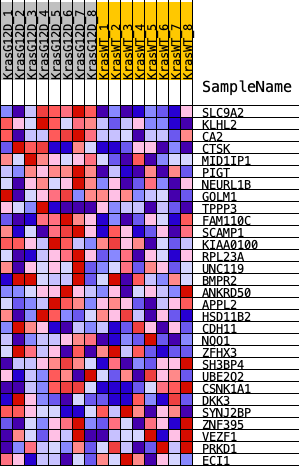 KrasG12D_1
KrasG12D_2
KrasG12D_3
KrasG12D_4
KrasG12D_5
KrasG12D_6
KrasG12D_7
KrasG12D_8
KrasWT_1
KrasWT_2
KrasWT_3
KrasWT_4
KrasWT_5
KrasWT_6
KrasWT_7
KrasWT_8
SampleName
SLC9A2
KLHL2
CA2
CTSK
MID1IP1
PIGT
NEURL1B
GOLM1
TPPP3
FAM110C
SCAMP1
KIAA0100
RPL23A
UNC119
BMPR2
ANKRD50
APPL2
HSD11B2
CDH11
NQO1
ZFHX3
SH3BP4
UBE2Q2
CSNK1A1
DKK3
SYNJ2BP
ZNF395
VEZF1
PRKD1
ECI1